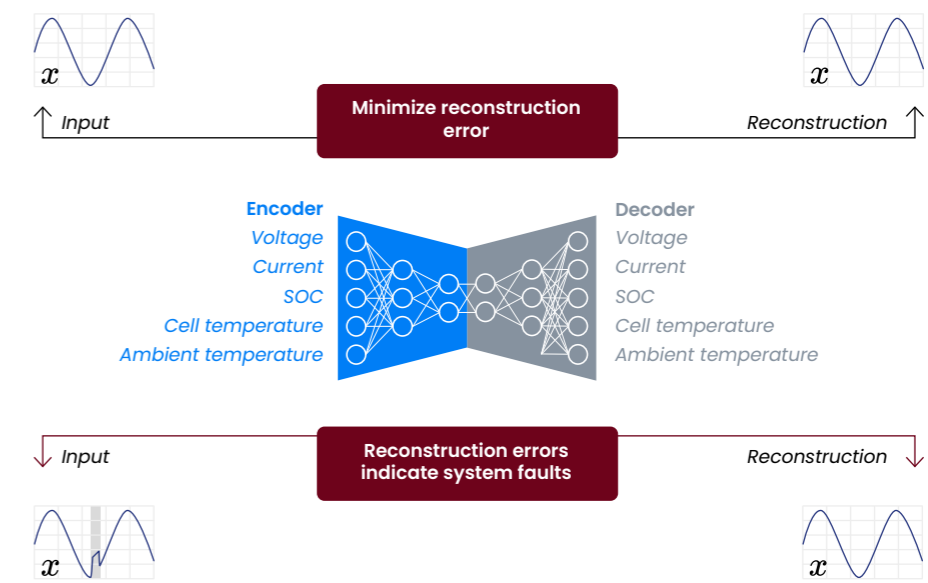 x
x
Minimize reconstruction
error
Input
Reconstruction
Encoder
Voltage
Current
SOC
Cell temperature
Ambient temperature
Decoder
Voltage
Current
SOC
Cell temperature
Ambient temperature
Reconstruction errors
indicate system faults
Input
Reconstruction
x
x